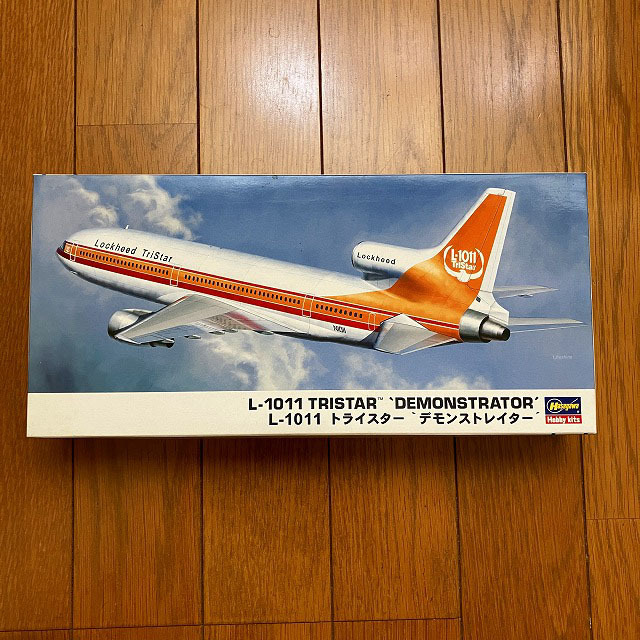 Lockheed TriStar
Lockheed
L-1011
TriStar
L-1011 TRISTAR™ `DEMONSTRATOR´
L-1011 トライスター `デモンストレイター´
Hasegawa
Hobby kits